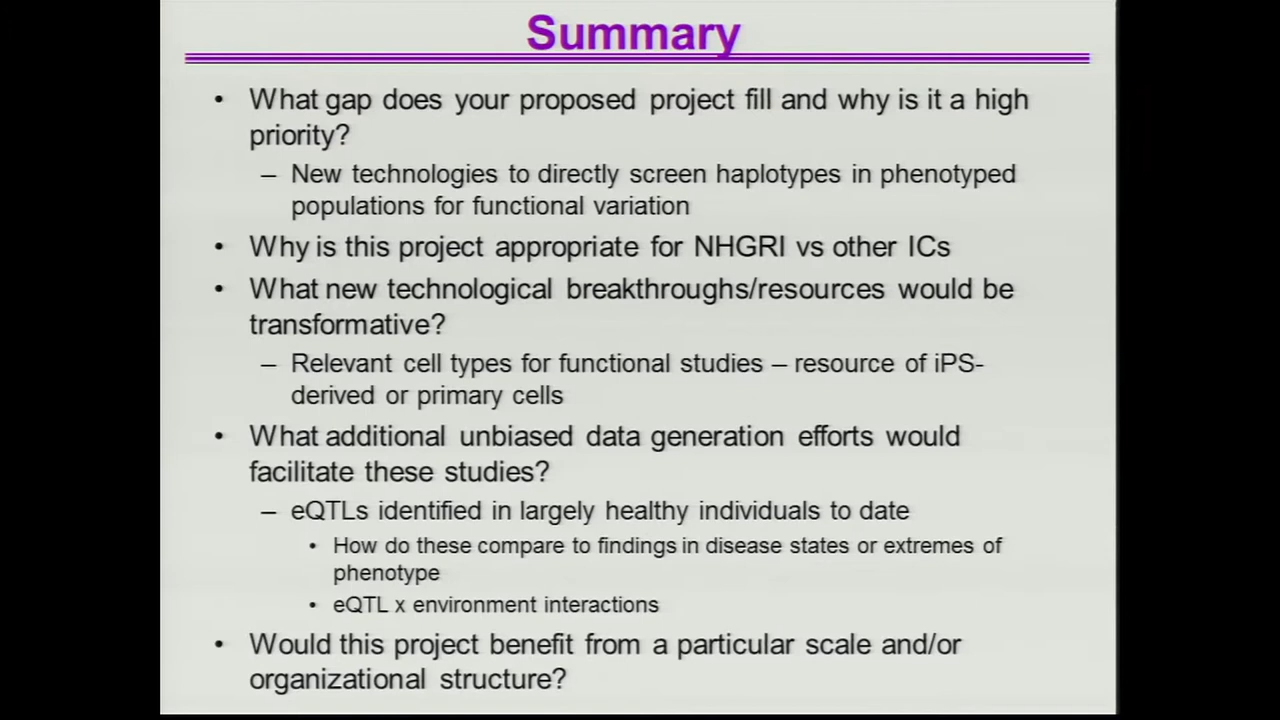 Summary
• What gap does your proposed project fill and why is it a high
priority?
– New technologies to directly screen haplotypes in phenotyped
populations for functional variation
• Why is this project appropriate for NHGRI vs other ICs
• What new technological breakthroughs/resources would be
transformative?
– Relevant cell types for functional studies – resource of iPS-
derived or primary cells
• What additional unbiased data generation efforts would
facilitate these studies?
– eQTLs identified in largely healthy individuals to date
• How do these compare to findings in disease states or extremes of
phenotype
• eQTL x environment interactions
• Would this project benefit from a particular scale and/or
organizational structure?